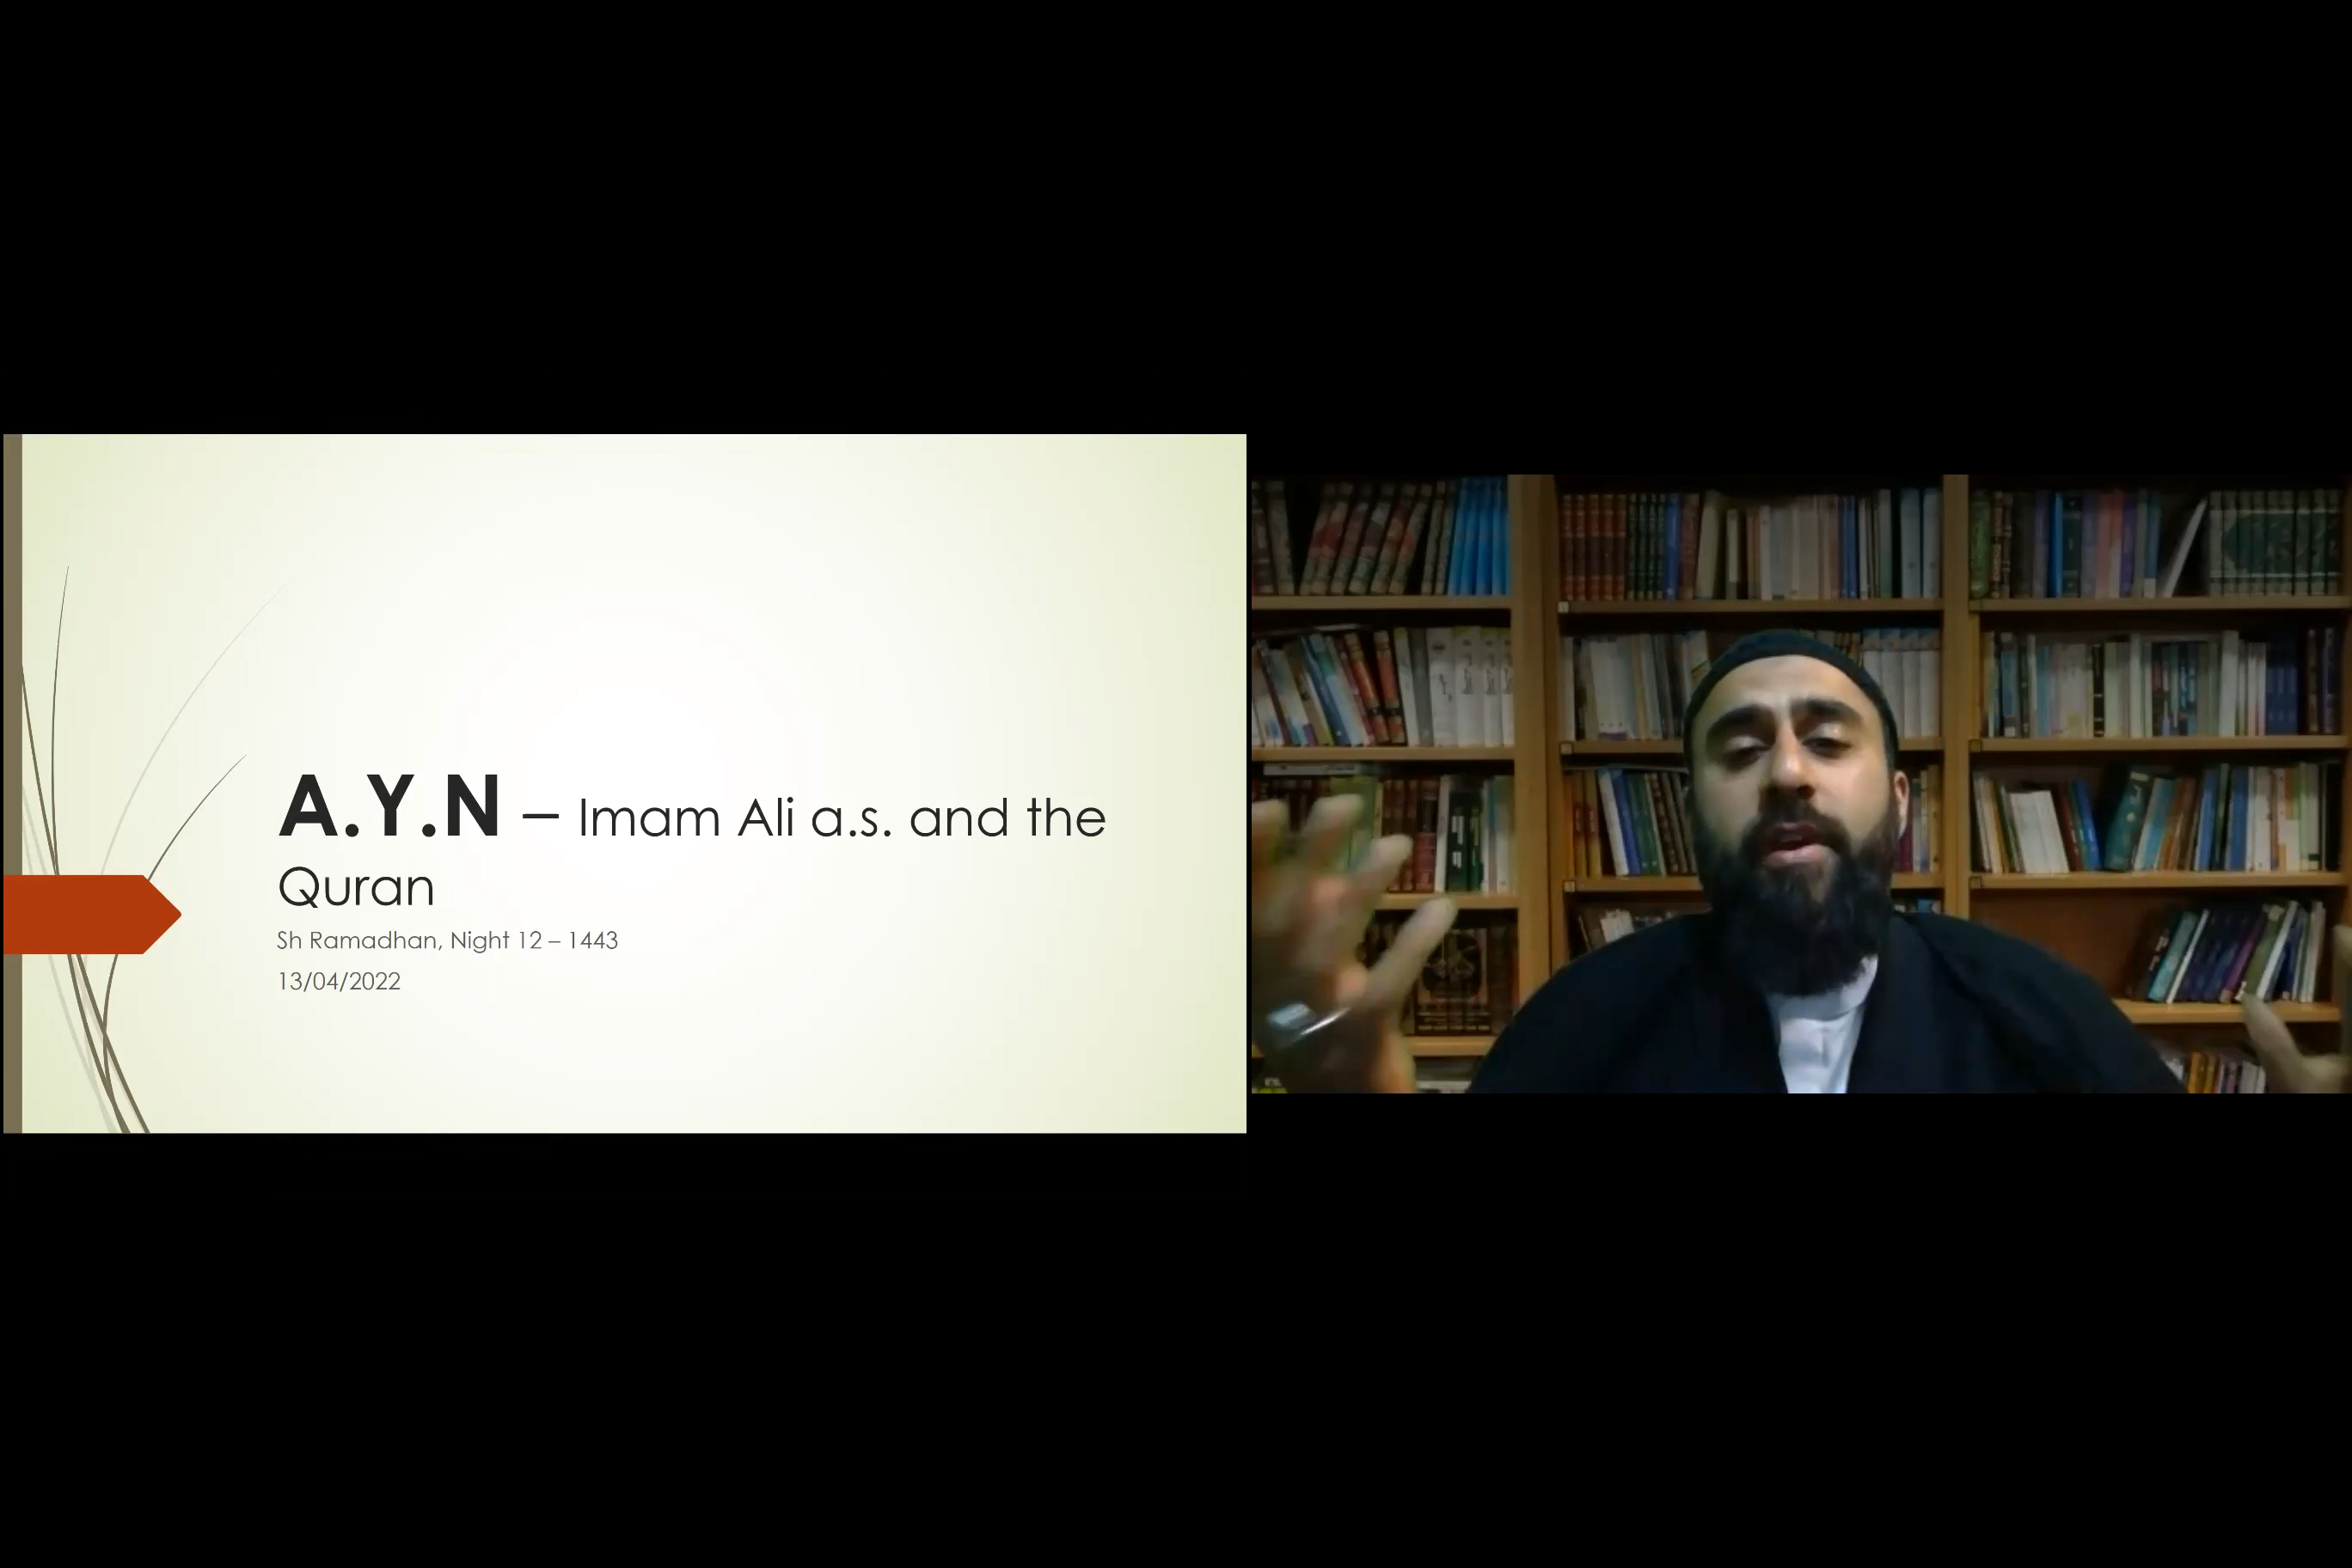 A.Y.N – Imam Ali a.s. and the
Quran
Sh Ramadhan, Night 12 – 1443
13/04/2022